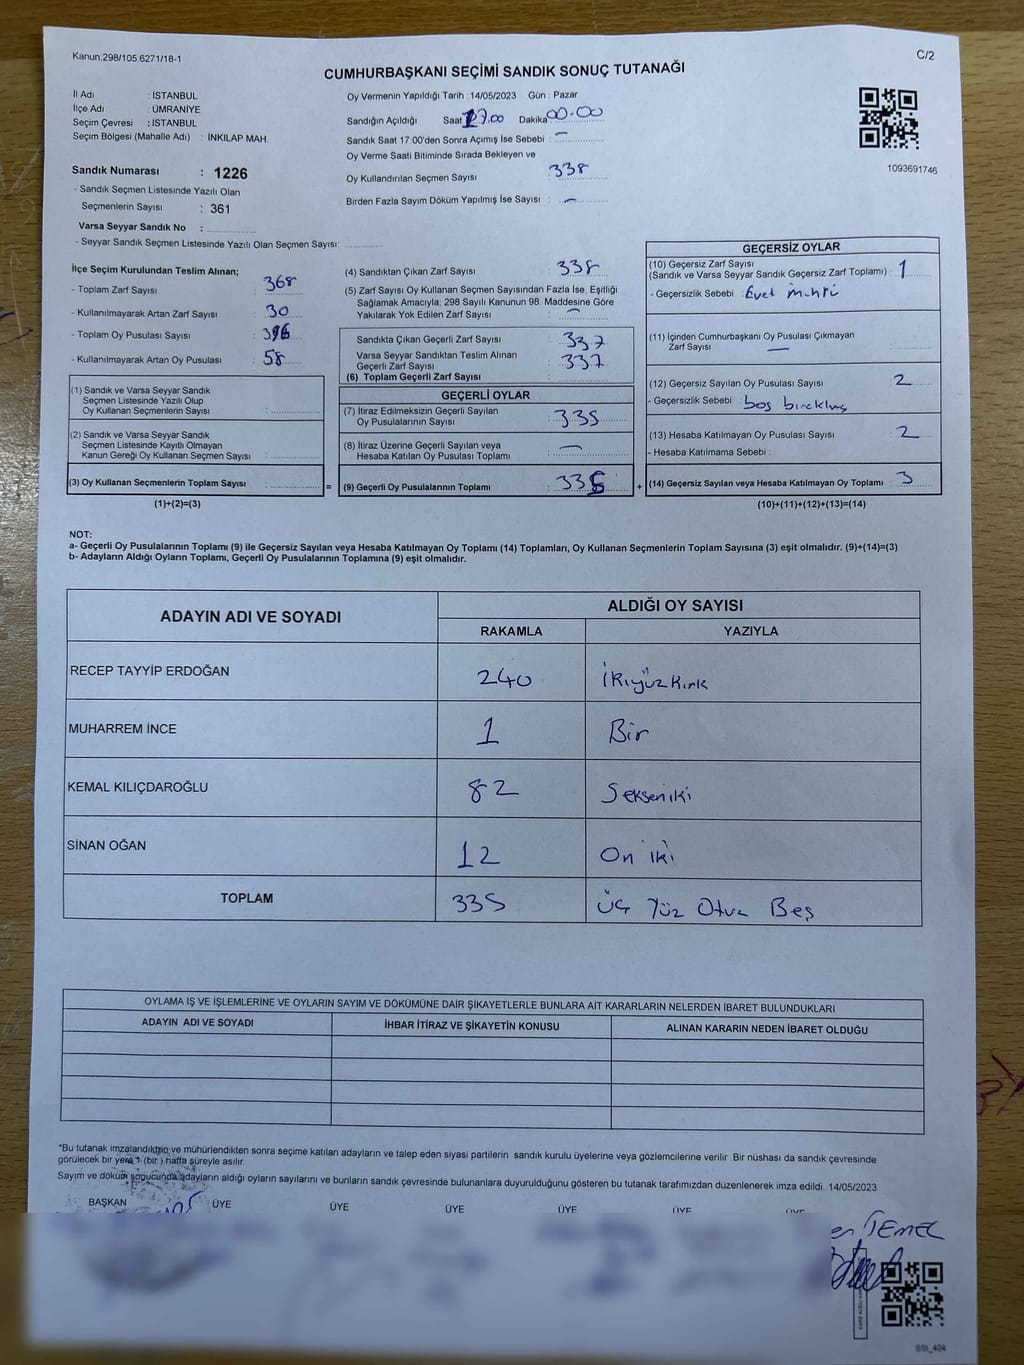 Kanun;298/105 6271/18-1
C/2
CUMHURBAŞKANI SEÇİMİ SANDIK SONUÇ TUTANAĞI
İl Adı : İSTANBUL
İlçe Adı : ÜMRANİYE
Seçim Çevresi : İSTANBUL
Seçim Bölgesi (Mahalle Adı) : İNKILAP MAH.
Sandık Numarası : 1226
- Sandık Seçmen Listesinde Yazılı Olan
Seçmenlerin Sayısı : 361
Varsa Seyyar Sandık No :
- Seyyar Sandık Seçmen Listesinde Yazılı Olan Seçmen Sayısı:
Oy Vermenin Yapıldığı Tarih : 14/05/2023 Gün : Pazar
Sandığın Açıldığı Saat 17.00 Dakika 00.00
Sandık Saat 17:00'den Sonra Açımış İse Sebebi : —
Oy Verme Saati Bitiminde Sırada Bekleyen ve
Oy Kullandırılan Seçmen Sayısı : 338
Birden Fazla Sayım Döküm Yapılmış İse Sayısı : —
1093691746
İlçe Seçim Kurulundan Teslim Alınan;
- Toplam Zarf Sayısı : 368
- Kullanılmayarak Artan Zarf Sayısı : 30
- Toplam Oy Pusulası Sayısı : 396
- Kullanılmayarak Artan Oy Pusulası : 58
(1) Sandık ve Varsa Seyyar Sandık
Seçmen Listesinde Yazılı Olup
Oy Kullanan Seçmenlerin Sayısı :
(2) Sandık ve Varsa Seyyar Sandık
Seçmen Listesinde Kayıtlı Olmayan
Kanun Gereği Oy Kullanan Seçmen Sayısı :
(3) Oy Kullanan Seçmenlerin Toplam Sayısı : =
(1)+(2)=(3)
(4) Sandıktan Çıkan Zarf Sayısı : 338
(5) Zarf Sayısı Oy Kullanan Seçmen Sayısından Fazla İse, Eşitliği
Sağlamak Amacıyla; 298 Sayılı Kanunun 98. Maddesine Göre
Yakılarak Yok Edilen Zarf Sayısı : —
Sandıkta Çıkan Geçerli Zarf Sayısı : 337
Varsa Seyyar Sandıktan Teslim Alınan
Geçerli Zarf Sayısı : 337
(6) Toplam Geçerli Zarf Sayısı
GEÇERLİ OYLAR
(7) İtiraz Edilmeksizin Geçerli Sayılan
Oy Pusulalarının Sayısı : 335
(8) İtiraz Üzerine Geçerli Sayılan veya
Hesaba Katılan Oy Pusulası Toplamı : —
(9) Geçerli Oy Pusulalarının Toplamı : 335 +
GEÇERSİZ OYLAR
(10) Geçersiz Zarf Sayısı
(Sandık ve Varsa Seyyar Sandık Geçersiz Zarf Toplamı) : 1
- Geçersizlik Sebebi : Evet mührü
(11) İçinden Cumhurbaşkanı Oy Pusulası Çıkmayan
Zarf Sayısı — :
(12) Geçersiz Sayılan Oy Pusulası Sayısı : 2
- Geçersizlik Sebebi : boş bırakılmış
(13) Hesaba Katılmayan Oy Pusulası Sayısı : 2
- Hesaba Katılmama Sebebi :
(14) Geçersiz Sayılan veya Hesaba Katılmayan Oy Toplamı : 3
(10)+(11)+(12)+(13)=(14)
NOT:
a- Geçerli Oy Pusulalarının Toplamı (9) ile Geçersiz Sayılan veya Hesaba Katılmayan Oy Toplamı (14) Toplamları, Oy Kullanan Seçmenlerin Toplam Sayısına (3) eşit olmalıdır. (9)+(14)=(3)
b- Adayların Aldığı Oyların Toplamı, Geçerli Oy Pusulalarının Toplamına (9) eşit olmalıdır.
ADAYIN ADI VE SOYADI
ALDIĞI OY SAYISI
RAKAMLA YAZIYLA
RECEP TAYYİP ERDOĞAN 240 İkiyüzkırk
MUHARREM İNCE 1 Bir
KEMAL KILIÇDAROĞLU 82 Sekseniki
SİNAN OĞAN 12 On iki
TOPLAM 335 Üç Yüz Otuz Beş
OYLAMA İŞ VE İŞLEMLERİNE VE OYLARIN SAYIM VE DÖKÜMÜNE DAİR ŞİKAYETLERLE BUNLARA AİT KARARLARIN NELERDEN İBARET BULUNDUKLARI
ADAYIN ADI VE SOYADI İHBAR İTİRAZ VE ŞİKAYETİN KONUSU ALINAN KARARIN NEDEN İBARET OLDUĞU
*Bu tutanak imzalandıktan ve mühürlendikten sonra seçime katılan adayların ve talep eden siyasi partilerin sandık kurulu üyelerine veya gözlemcilerine verilir. Bir nüshası da sandık çevresinde
görülecek bir yere 1 (bir) hafta süreyle asılır.
Sayım ve döküm sonucunda adayların aldığı oyların sayılarını ve bunların sandık çevresinde bulunanlara duyurulduğunu gösteren bu tutanak tarafımızdan düzenlenerek imza edildi. 14/05/2023
BAŞKAN ÜYE ÜYE ÜYE ÜYE ÜYE ÜYE
TEMEL
BSI_404